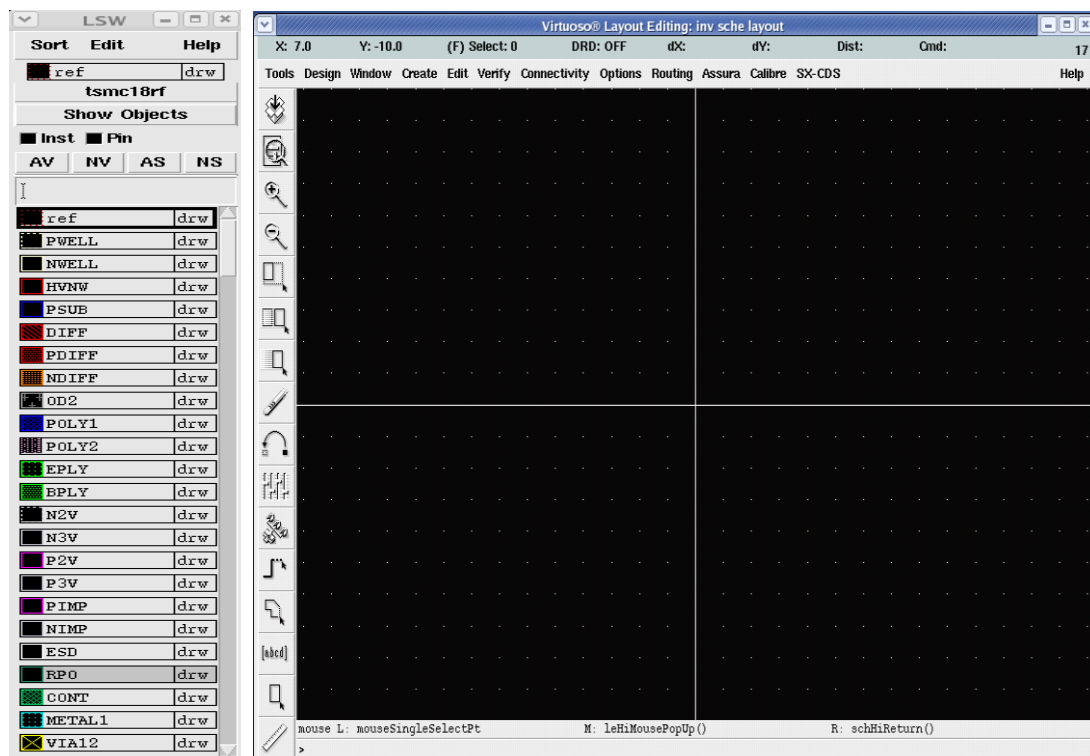 LSW
Sort Edit Help
ref drw
tsmc18rf
Show Objects
Inst Pin
AV NV AS NS
ref drw
PWELL drw
NWELL drw
HVNW drw
PSUB drw
DIFF drw
PDIFF drw
NDIFF drw
OD2 drw
POLY1 drw
POLY2 drw
EPLY drw
BPLY drw
N2V drw
N3V drw
P2V drw
P3V drw
PIMP drw
NIMP drw
ESD drw
RPO drw
CONT drw
METAL1 drw
VIA12 drw
Virtuoso® Layout Editing: inv sche layout
X: 7.0 Y: -10.0 (F) Select: 0 DRD: OFF dX: dY: Dist: Cmd: 17
Tools Design Window Create Edit Verify Connectivity Options Routing Assura Calibre SX-CDS Help
[abcd]
mouse L: mouseSingleSelectPt M: leHiMousePopUp() R: schHiReturn()
>